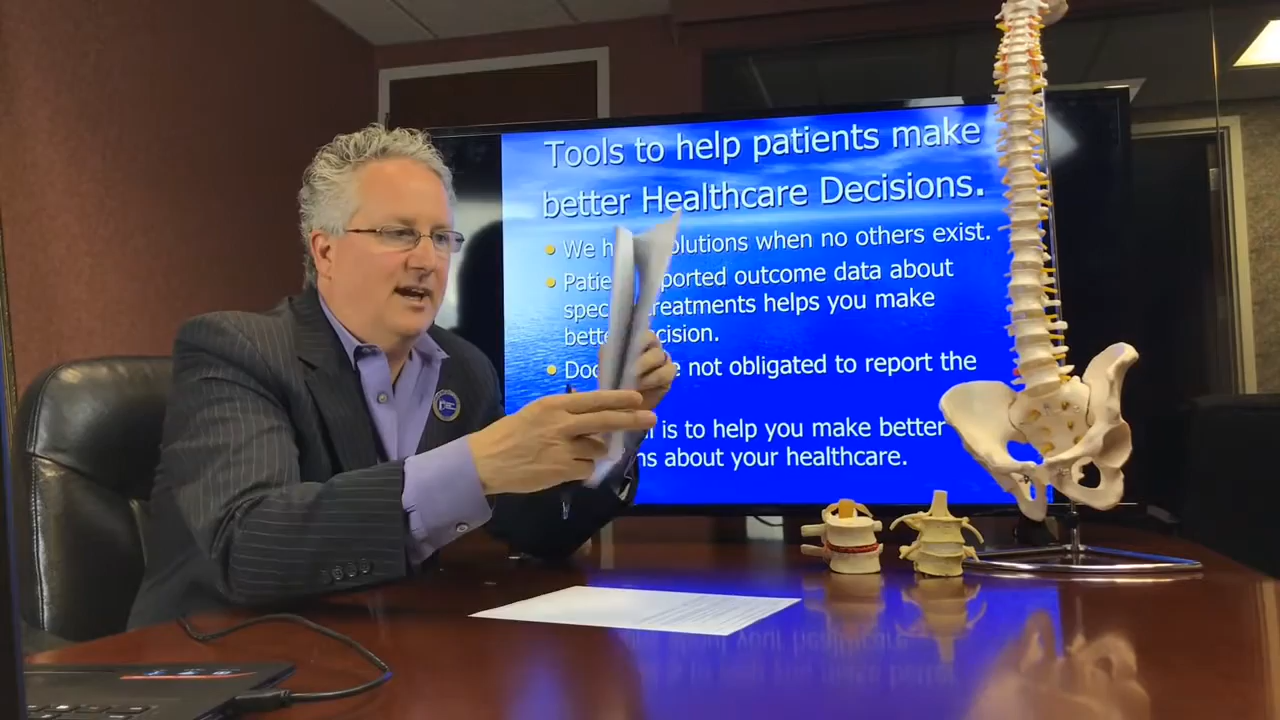 Tools to help patients make
better Healthcare Decisions.
We h olutions when no others exist.
Patie ported outcome data about
spec reatments helps you make
bette cision.
Doc e not obligated to report the
is to help you make better
ns about your healthcare.